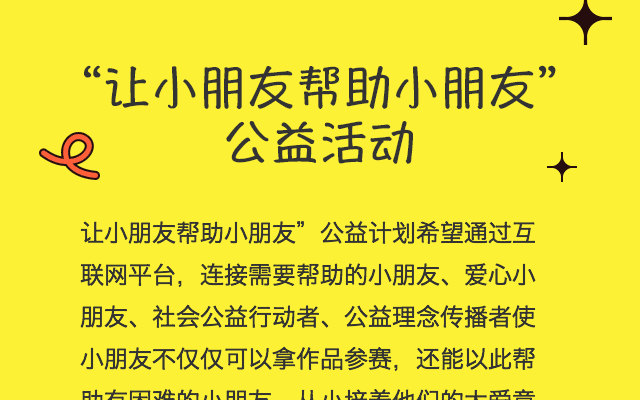 “让小朋友帮助小朋友”
公益活动
让小朋友帮助小朋友”公益计划希望通过互
联网平台，连接需要帮助的小朋友、爱心小
朋友、社会公益行动者、公益理念传播者使
小朋友不仅仅可以拿作品参赛，还能以此帮
助有困难的小朋友，从小培养他们的大爱意